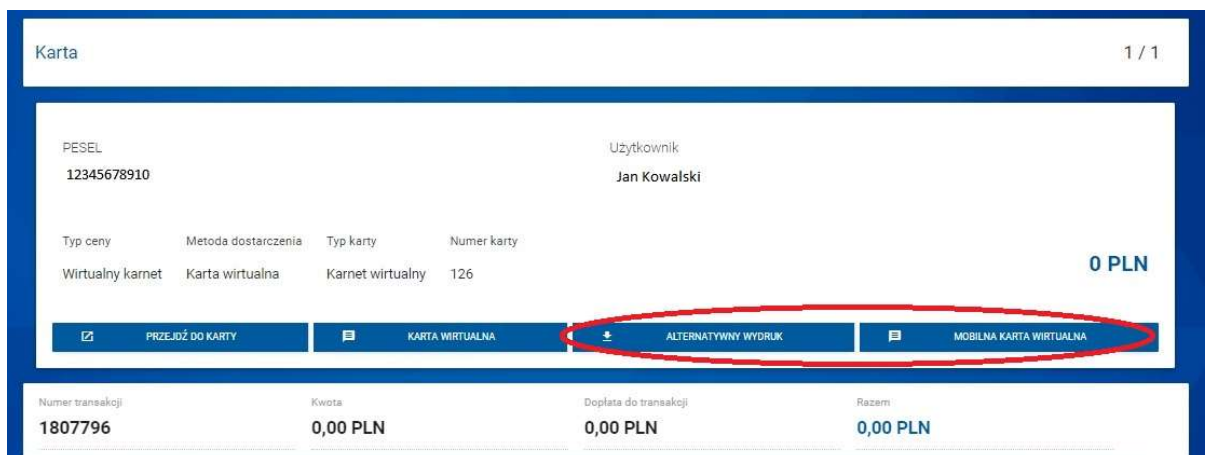 Karta 1 / 1
PESEL Użytkownik
12345678910 Jan Kowalski
Typ ceny Metoda dostarczenia Typ karty Numer karty
Wirtualny karnet Karta wirtualna Karnet wirtualny 126
0 PLN
PRZEJDŹ DO KARTY KARTA WIRTUALNA ALTERNATYWNY WYDRUK MOBILNA KARTA WIRTUALNA
Numer transakcji Kwota Dopłata do transakcji Razem
1807796 0,00 PLN 0,00 PLN 0,00 PLN